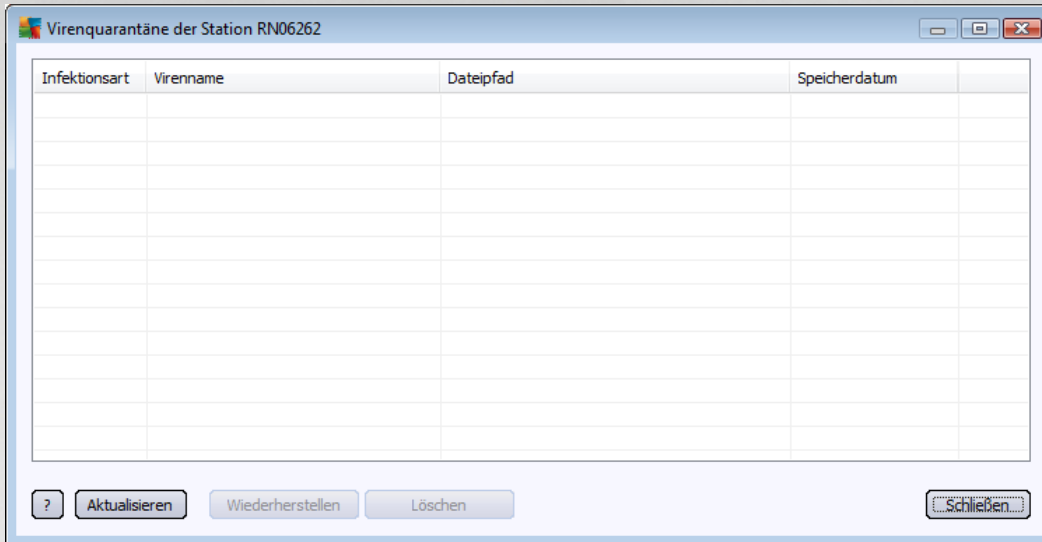 Virenquarantäne der Station RN06262
Infektionsart Virenname Dateipfad Speicherdatum
? Aktualisieren Wiederherstellen Löschen Schließen